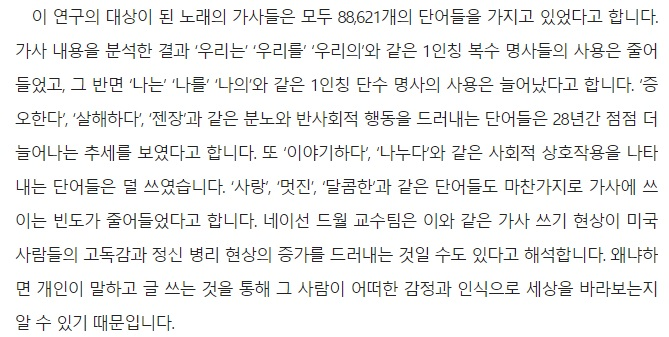 이 연구의 대상이 된 노래의 가사들은 모두 88,621개의 단어들을 가지고 있었다고 합니다.
가사 내용을 분석한 결과 '우리는' '우리를' '우리의'와 같은 1인칭 복수 명사들의 사용은 줄어
들었고, 그 반면 '나는' '나를' '나의'와 같은 1인칭 단수 명사의 사용은 늘어났다고 합니다. '증
오한다', '살해하다', '젠장'과 같은 분노와 반사회적 행동을 드러내는 단어들은 28년간 점점 더
늘어나는 추세를 보였다고 합니다. 또 '이야기하다', '나누다'와 같은 사회적 상호작용을 나타
내는 단어들은 덜 쓰였습니다. '사랑', '멋진', '달콤한'과 같은 단어들도 마찬가지로 가사에 쓰
이는 빈도가 줄어들었다고 합니다. 네이선 드월 교수팀은 이와 같은 가사 쓰기 현상이 미국
사람들의 고독감과 정신 병리 현상의 증가를 드러내는 것일 수도 있다고 해석합니다. 왜냐하
면 개인이 말하고 글 쓰는 것을 통해 그 사람이 어떠한 감정과 인식으로 세상을 바라보는지
알 수 있기 때문입니다.